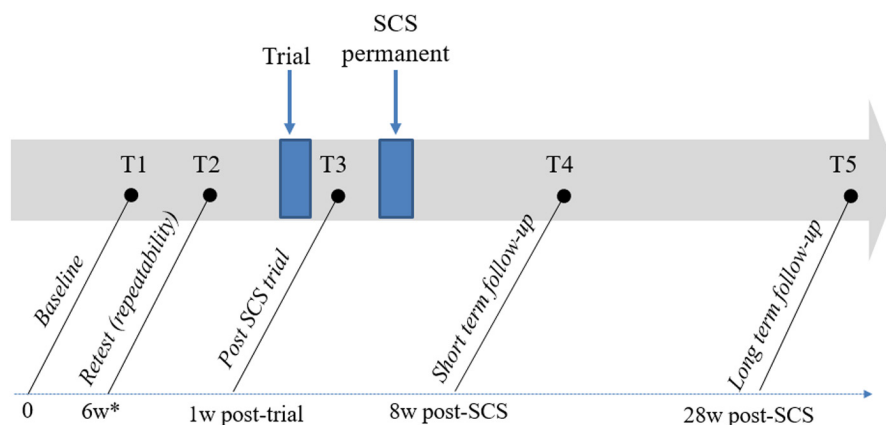 SCS
Trial permanent
T1 T2 T3 T4 T5
Baseline
Retest (repeatability)
Post SCS trial
Short term follow-up
Long term follow-up
0 6w* 1w post-trial 8w post-SCS 28w post-SCS